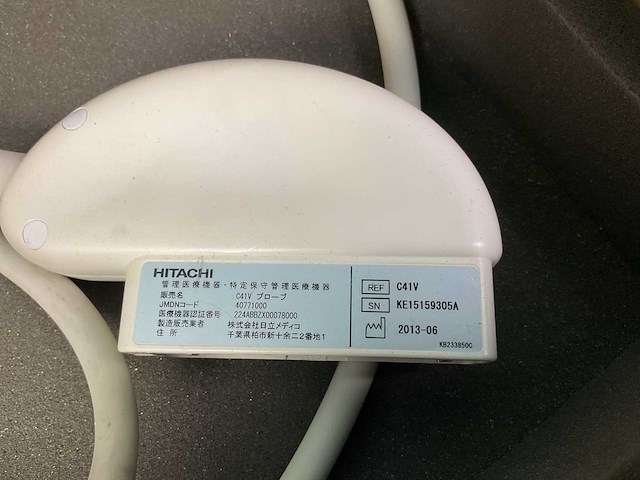 HITACHI
管理医療機器・特定保守管理医療機器
販売名 C41V プローブ
JMDNコード 40771000
医療機器認証番号 224ABBZX00078000
製造販売業者 株式会社日立メディコ
住 所 千葉県柏市新十余二2番地1
REF C41V
SN KE15159305A
2013-06
KB233850C